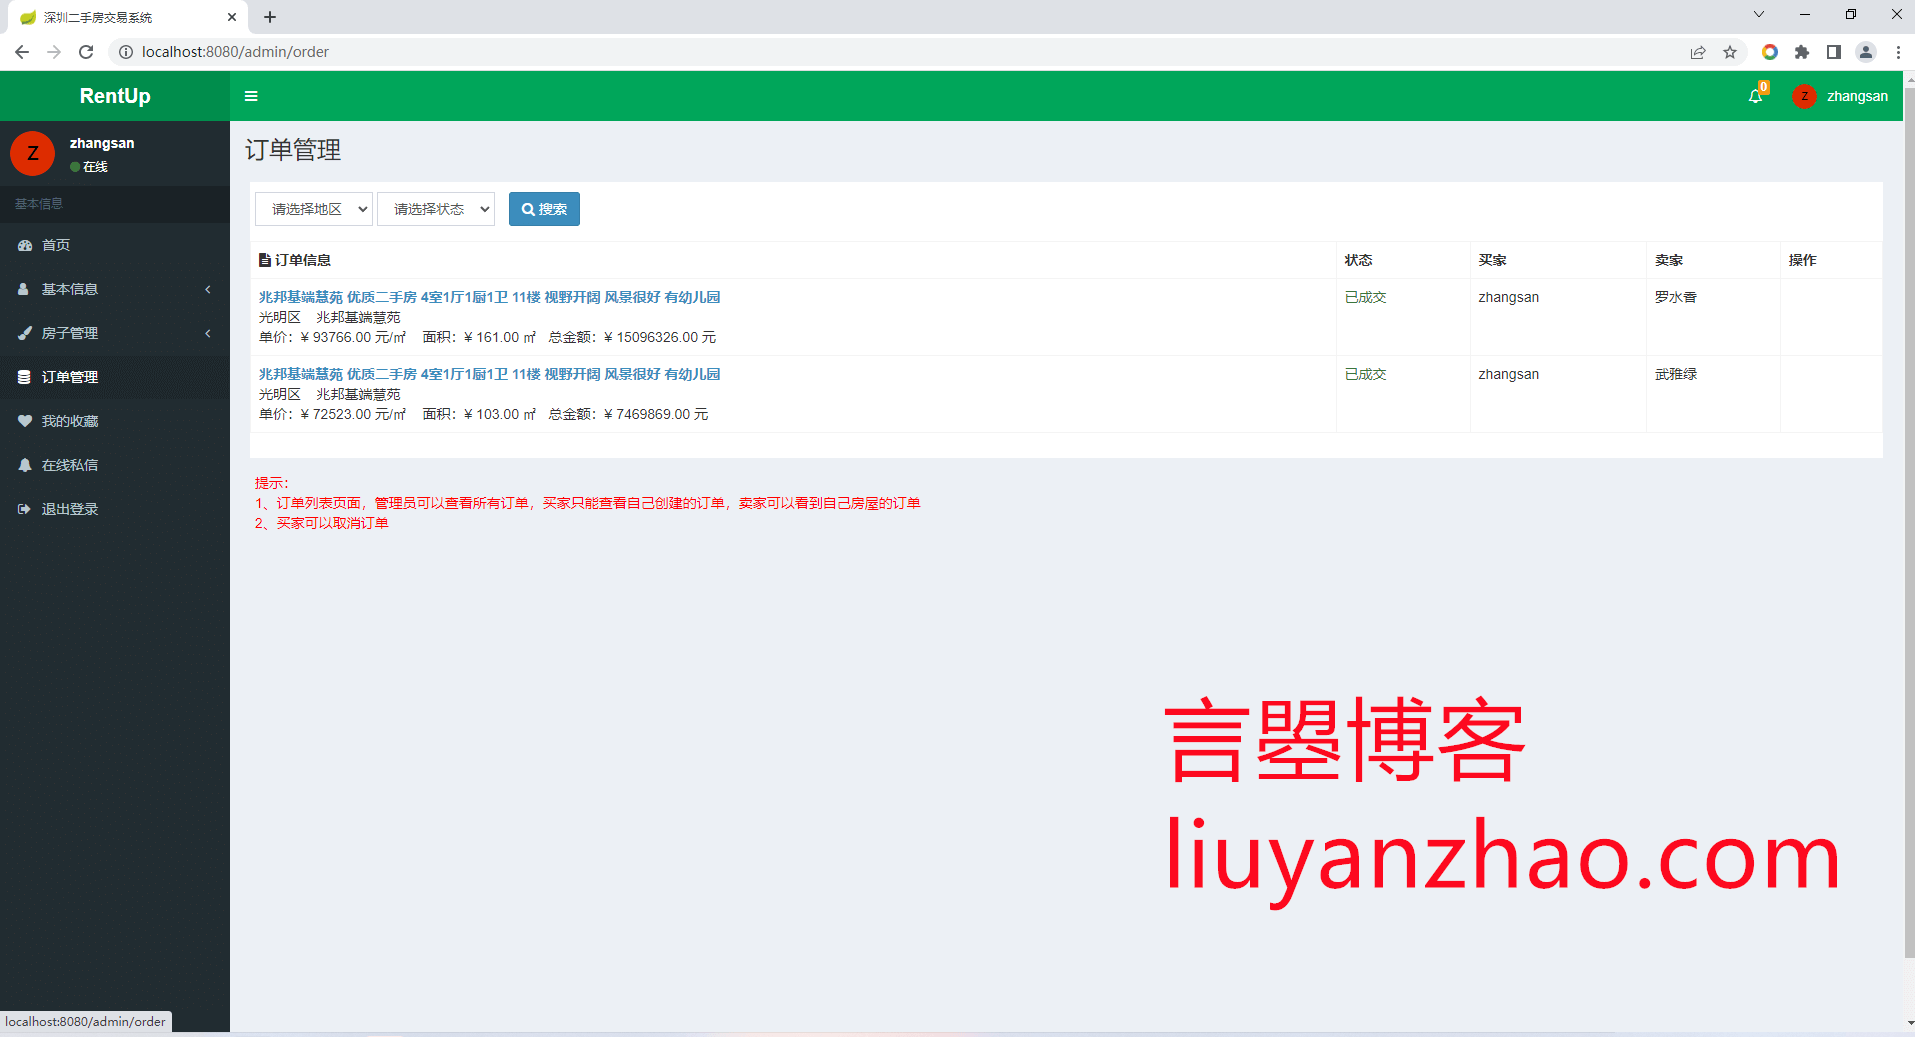 深圳二手房交易系统
localhost:8080/admin/order
RentUp
0
Z
zhangsan
Z
zhangsan
在线
基本信息
首页
基本信息
房子管理
订单管理
我的收藏
在线私信
退出登录
订单管理
请选择地区
请选择状态
搜索
订单信息 状态 买家 卖家 操作
兆邦基端慧苑 优质二手房 4室1厅1厨1卫 11楼 视野开阔 风景很好 有幼儿园
光明区 兆邦基端慧苑
单价：¥ 93766.00 元/㎡ 面积：¥ 161.00 ㎡ 总金额：¥ 15096326.00 元
已成交 zhangsan 罗水香
兆邦基端慧苑 优质二手房 4室1厅1厨1卫 11楼 视野开阔 风景很好 有幼儿园
光明区 兆邦基端慧苑
单价：¥ 72523.00 元/㎡ 面积：¥ 103.00 ㎡ 总金额：¥ 7469869.00 元
已成交 zhangsan 武雅绿
提示：
1、订单列表页面，管理员可以查看所有订单，买家只能查看自己创建的订单，卖家可以看到自己房屋的订单
2、买家可以取消订单
言曌博客
liuyanzhao.com
localhost:8080/admin/order